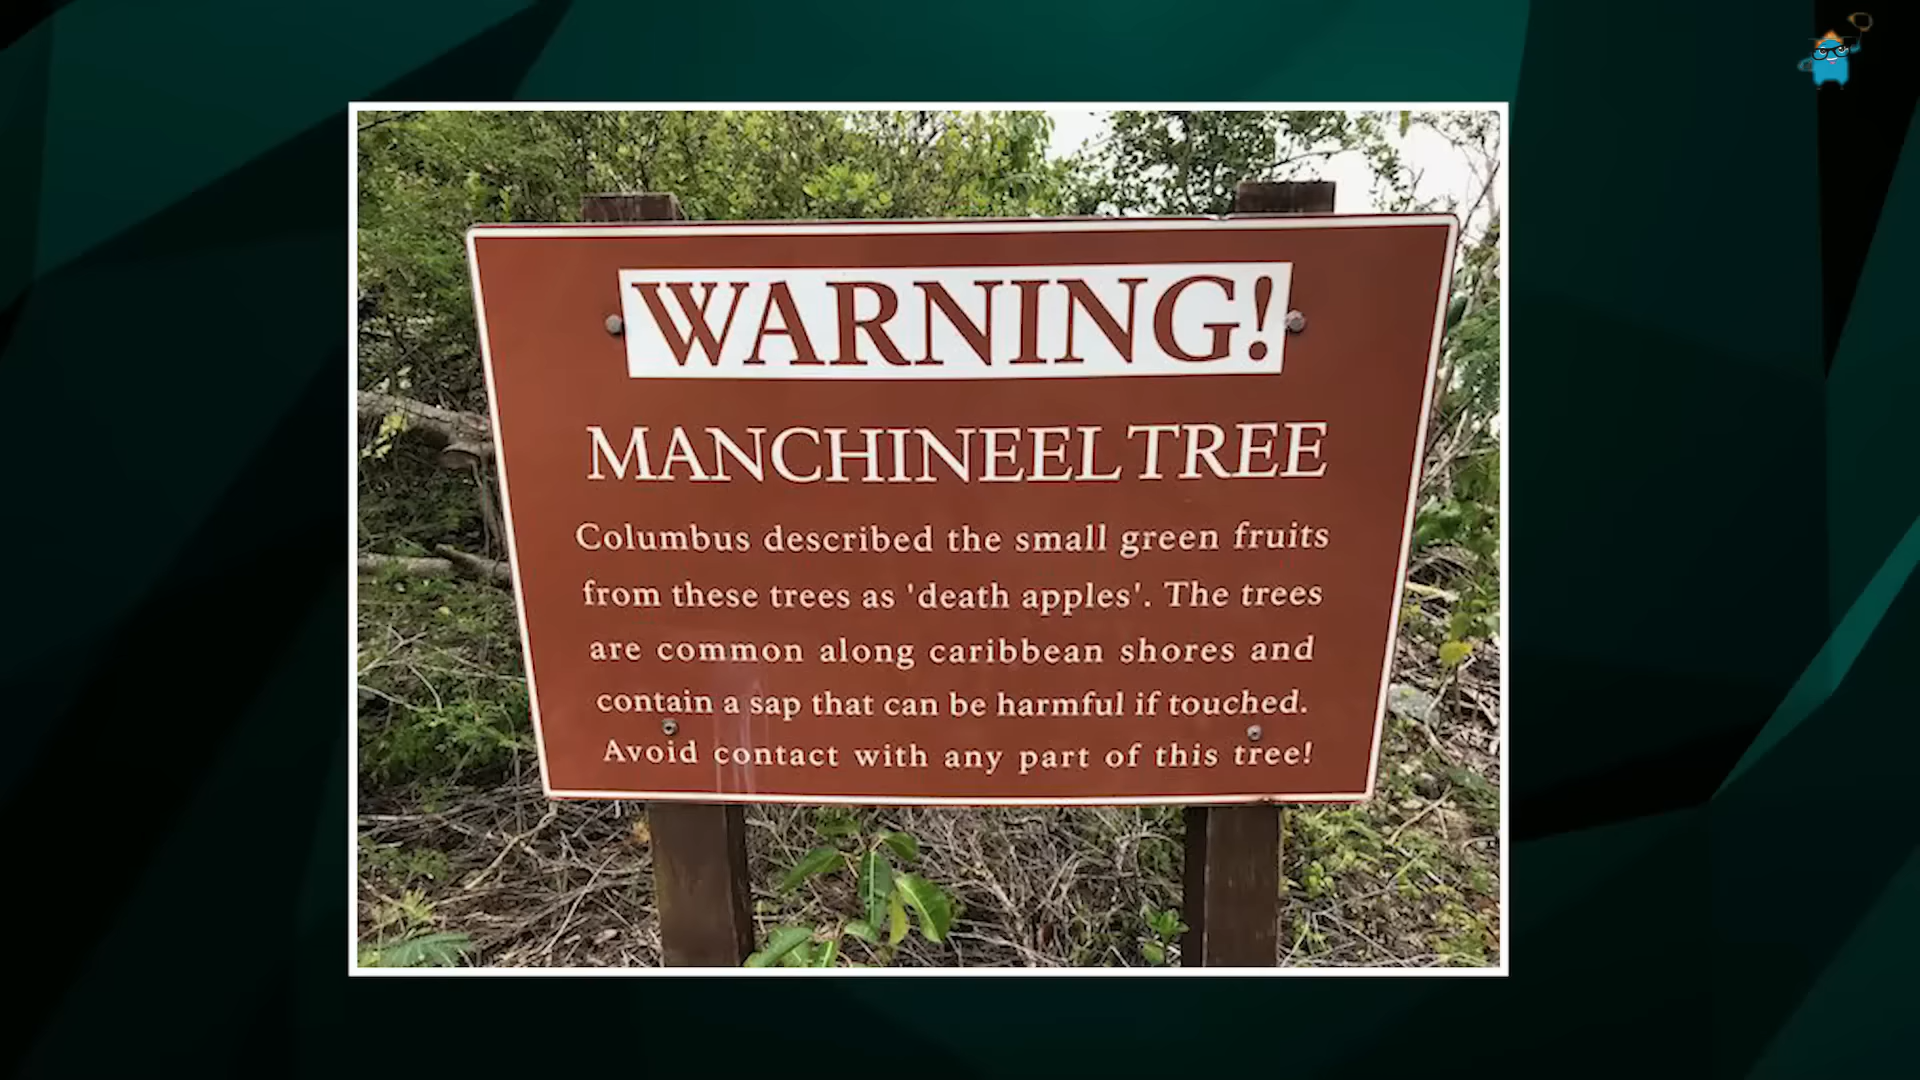 WARNING!
MANCHINEEL TREE
Columbus described the small green fruits
from these trees as 'death apples'. The trees
are common along caribbean shores and
contain a sap that can be harmful if touched.
Avoid contact with any part of this tree!